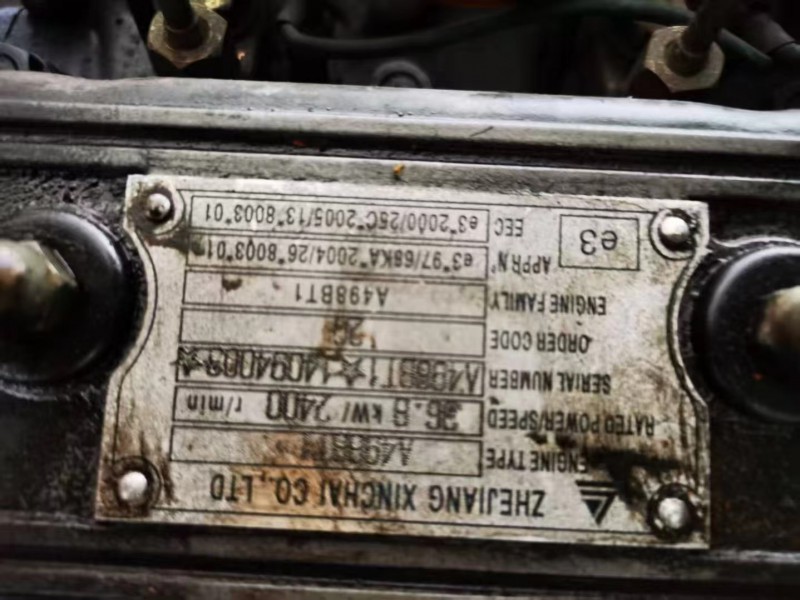 ZHEJIANG XINCHAI CO., LTD
ENGINE TYPE A498BT1
RATED POWER/SPEED 36.8 kW/ 2400 r/min
SERIAL NUMBER A498BT1☆14094003☆
ORDER CODE
ENGINE FAMILY A498BT1
APPR.N° e3*97/68KA*2004/26*8003*01
e3
EEC e3*2000/25C*2005/13*8003*01